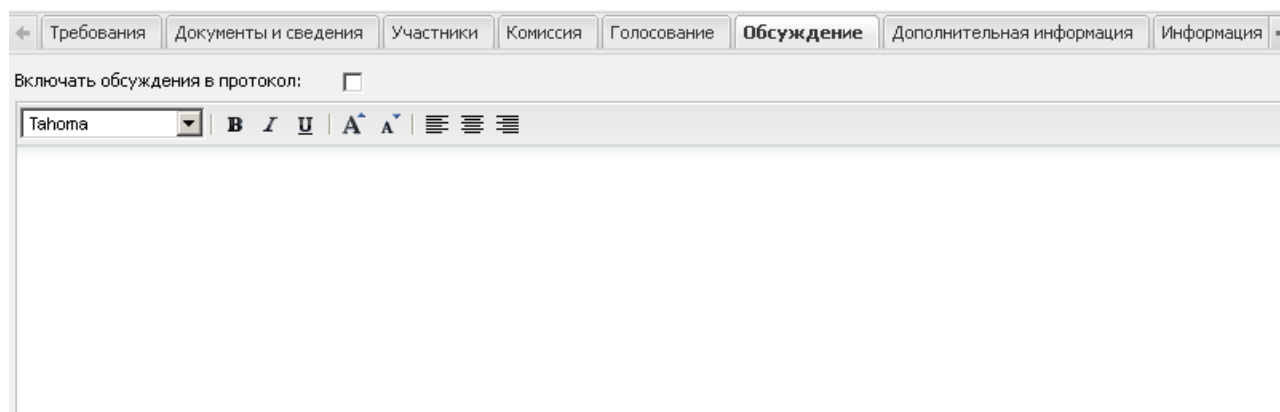 Требования Документы и сведения Участники Комиссия Голосование Обсуждение Дополнительная информация Информация
Включать обсуждения в протокол:
Tahoma B I U A A